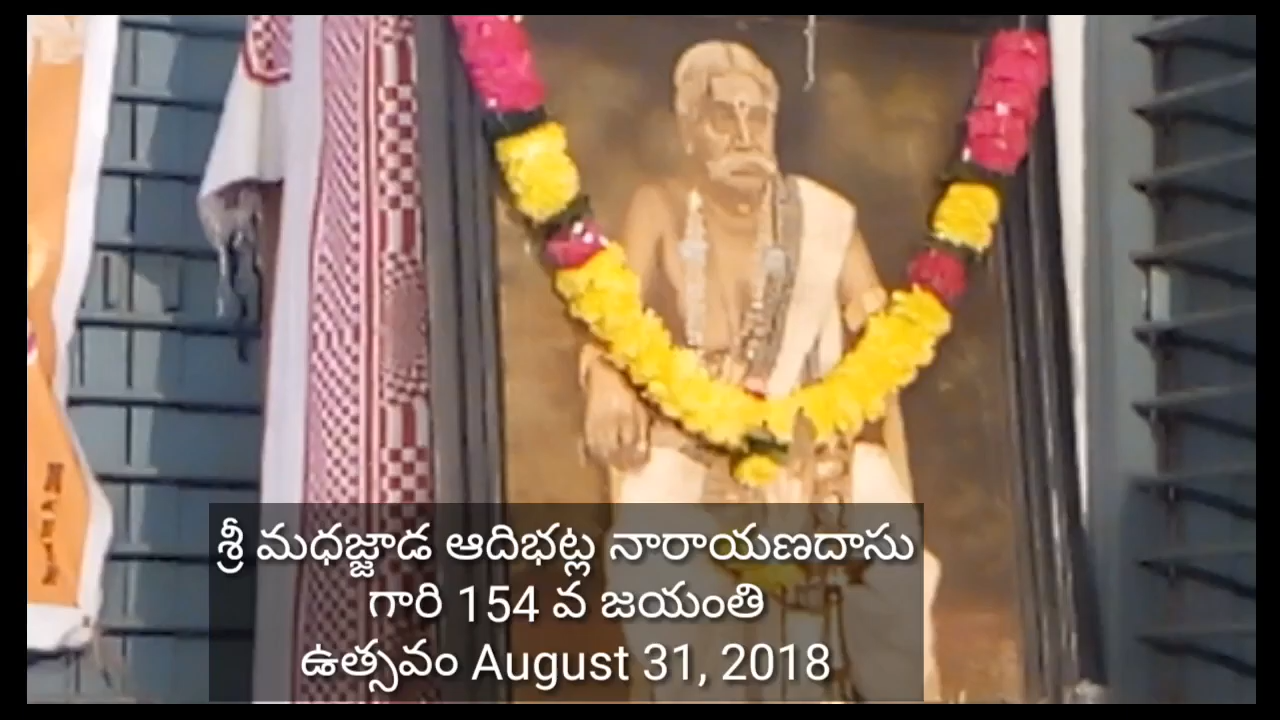 శ్రీ మధజ్జాడ ఆదిభట్ల నారాయణదాసు
గారి 154 వ జయంతి
ఉత్సవం August 31, 2018